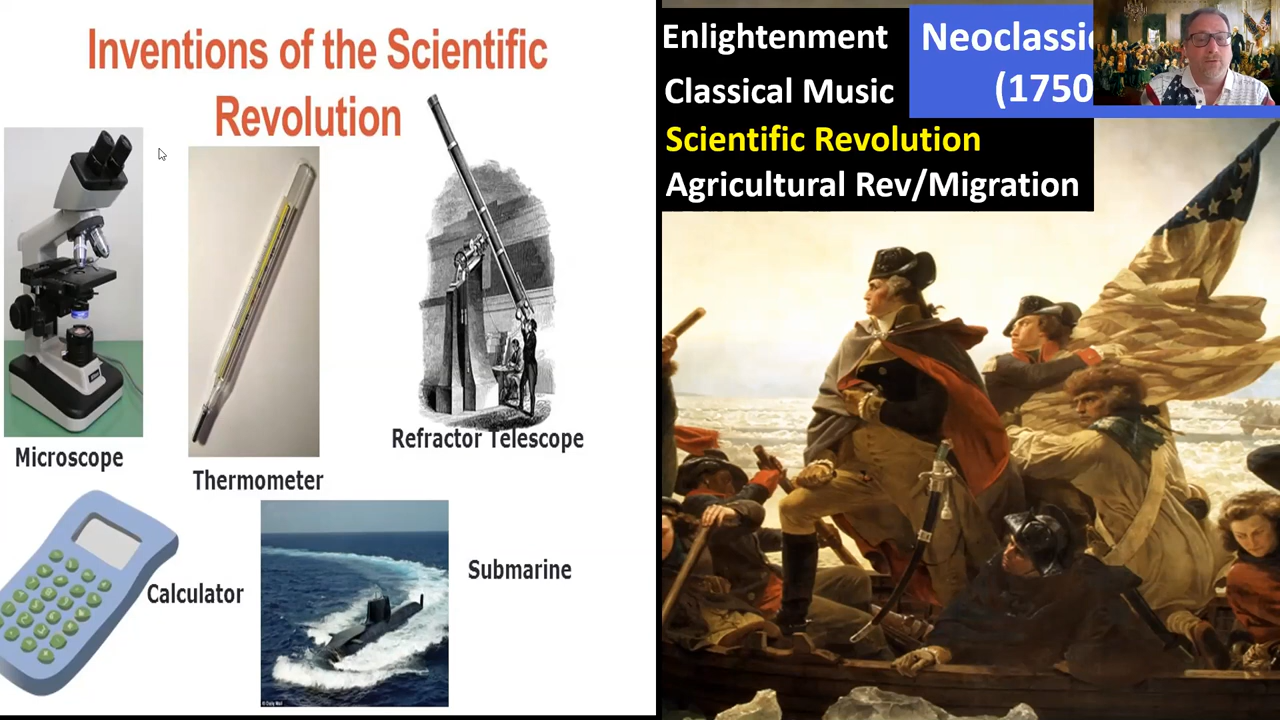 Inventions of the Scientific
Revolution
Microscope
Thermometer
Refractor Telescope
Calculator
Submarine
Enlightenment
Classical Music
Scientific Revolution
Agricultural Rev/Migration
(1750